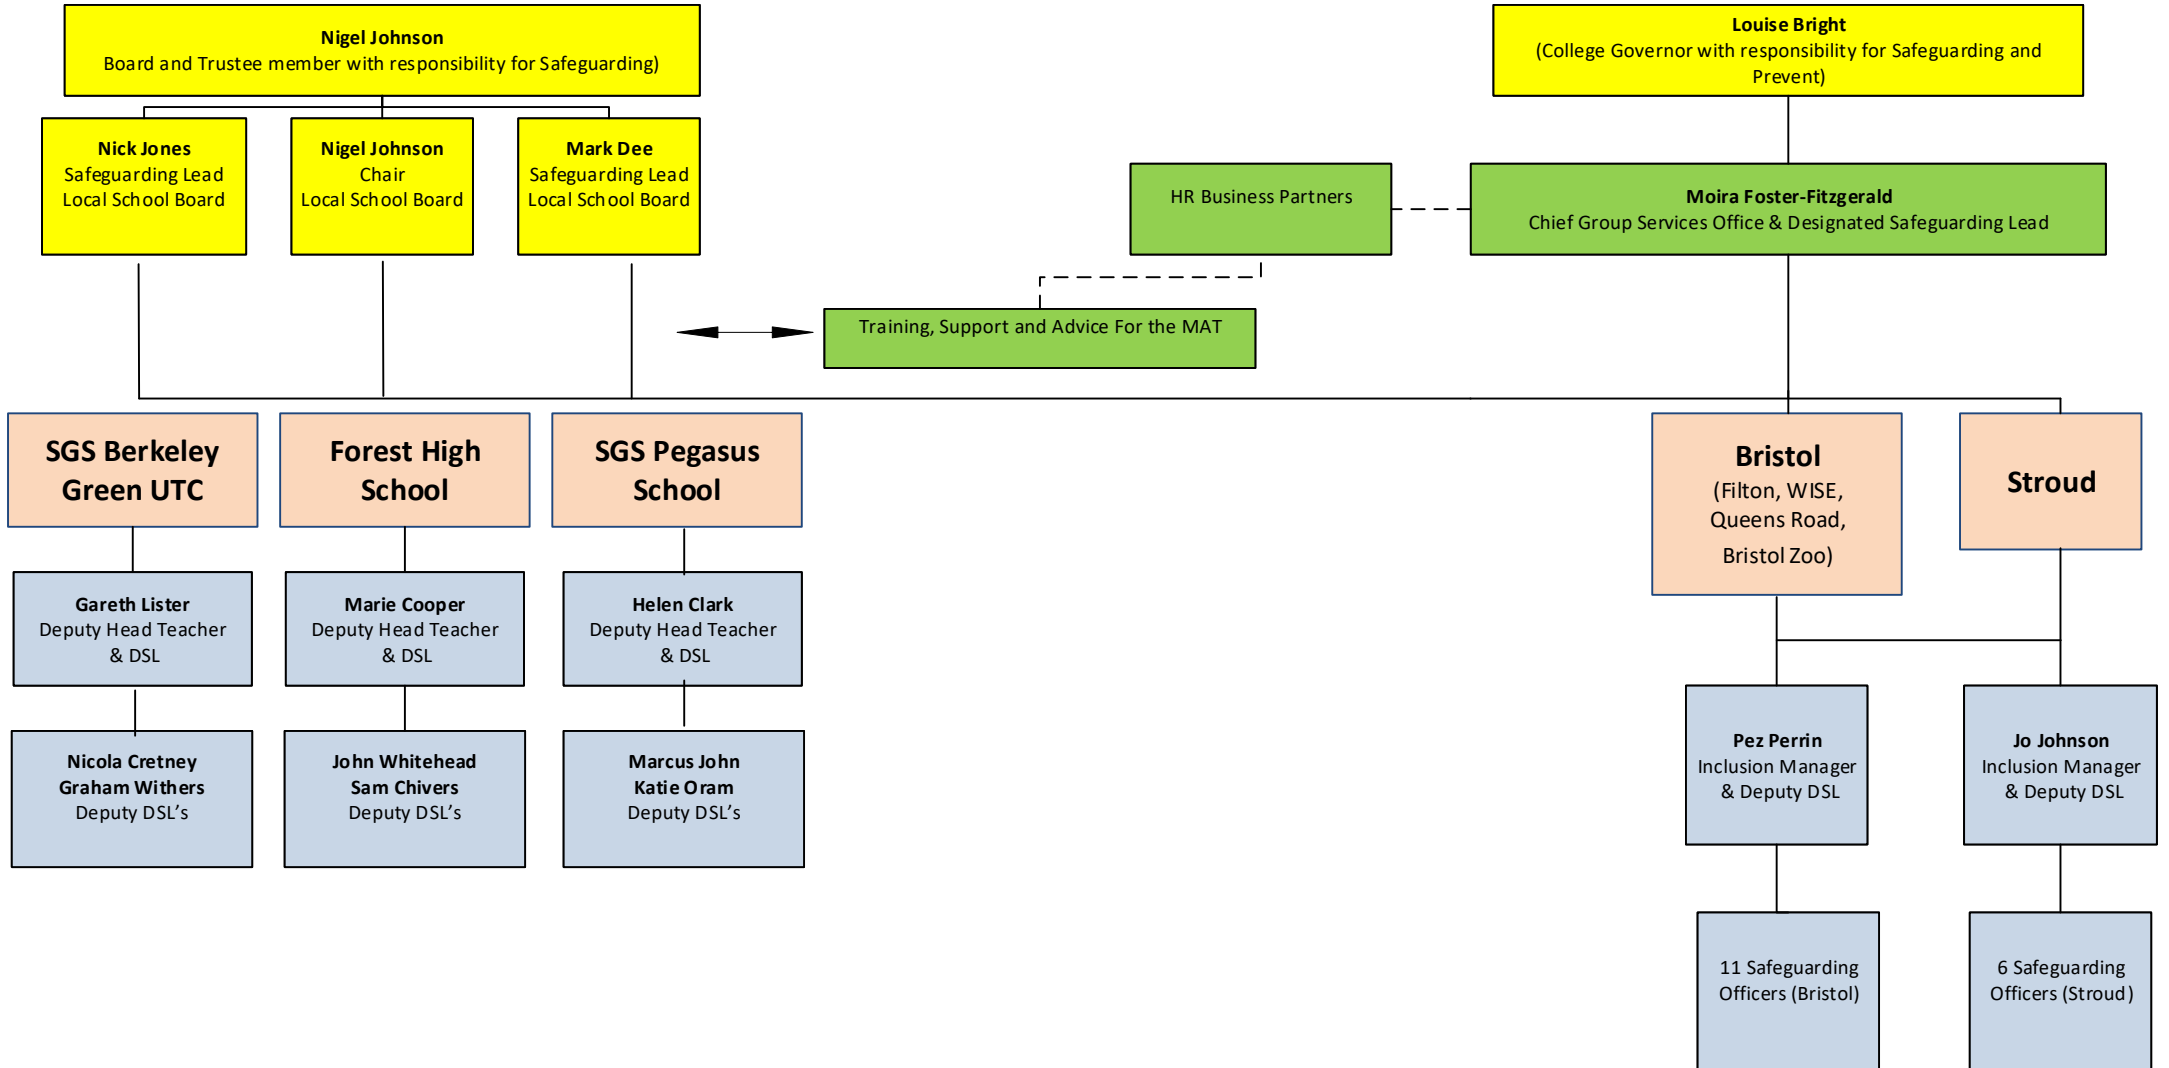 Nigel Johnson
Board and Trustee member with responsibility for Safeguarding)
Louise Bright
(College Governor with responsibility for Safeguarding and
Prevent)
Nick Jones
Safeguarding Lead
Local School Board
Nigel Johnson
Chair
Local School Board
Mark Dee
Safeguarding Lead
Local School Board
HR Business Partners
Moira Foster-Fitzgerald
Chief Group Services Office & Designated Safeguarding Lead
Training, Support and Advice For the MAT
SGS Berkeley
Green UTC
Forest High
School
SGS Pegasus
School
Bristol
(Filton, WISE,
Queens Road,
Bristol Zoo)
Stroud
Gareth Lister
Deputy Head Teacher
& DSL
Marie Cooper
Deputy Head Teacher
& DSL
Helen Clark
Deputy Head Teacher
& DSL
Nicola Cretney
Graham Withers
Deputy DSL’s
John Whitehead
Sam Chivers
Deputy DSL’s
Marcus John
Katie Oram
Deputy DSL’s
Pez Perrin
Inclusion Manager
& Deputy DSL
Jo Johnson
Inclusion Manager
& Deputy DSL
11 Safeguarding
Officers (Bristol)
6 Safeguarding
Officers (Stroud)